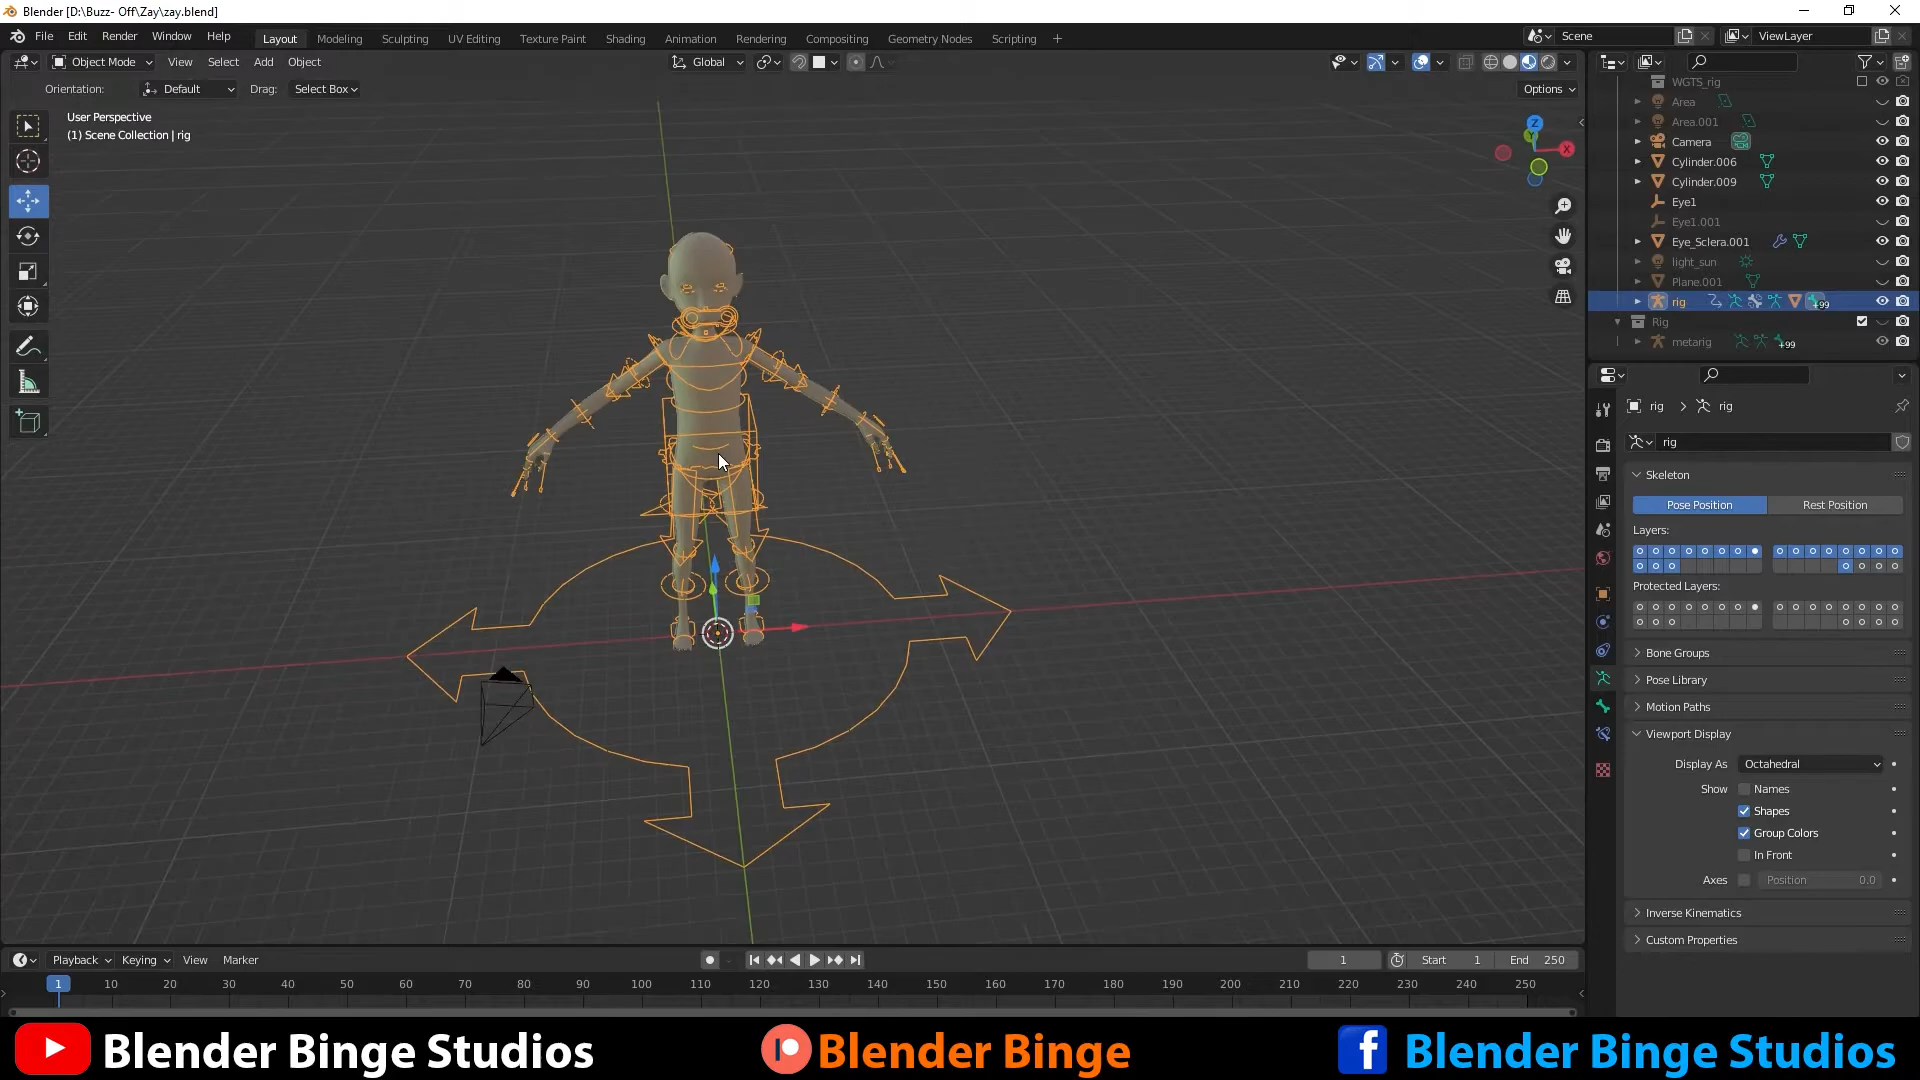 Blender [D:\Buzz- Off\Zay\zay.blend]
File Edit Render Window Help
Layout Modeling Sculpting UV Editing Texture Paint Shading Animation Rendering Compositing Geometry Nodes Scripting +
Scene
ViewLayer
Object Mode View Select Add Object
Global
Orientation: Default Drag: Select Box
Options
User Perspective
(1) Scene Collection | rig
Z
Y
X
WGTS_rig
Area
Area.001
Camera
Cylinder.006
Cylinder.009
Eye1
Eye1.001
Eye_Sclera.001
light_sun
Plane.001
rig +99
Rig
metarig +99
rig > rig
rig
Skeleton
Pose Position Rest Position
Layers:
Protected Layers:
Bone Groups
Pose Library
Motion Paths
Viewport Display
Display As Octahedral
Show Names
Shapes
Group Colors
In Front
Axes Position 0.0
Inverse Kinematics
Custom Properties
Playback Keying View Marker
1 Start 1 End 250
1 10 20 30 40 50 60 70 80 90 100 110 120 130 140 150 160 170 180 190 200 210 220 230 240 250
Blender Binge Studios
Blender Binge
f Blender Binge Studios